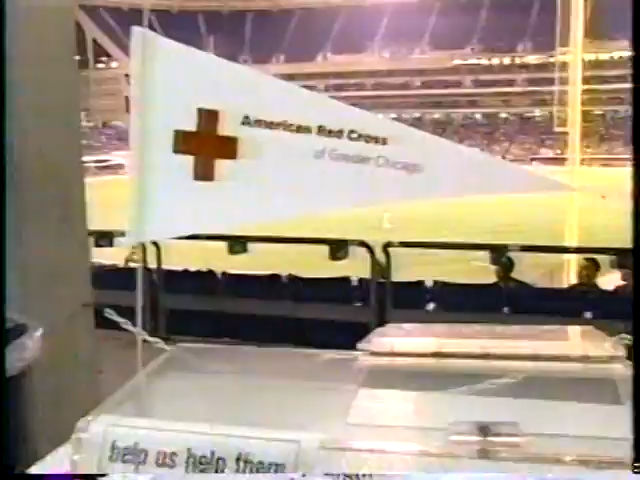 American Red Cross
of Greater Chicago
help us help them